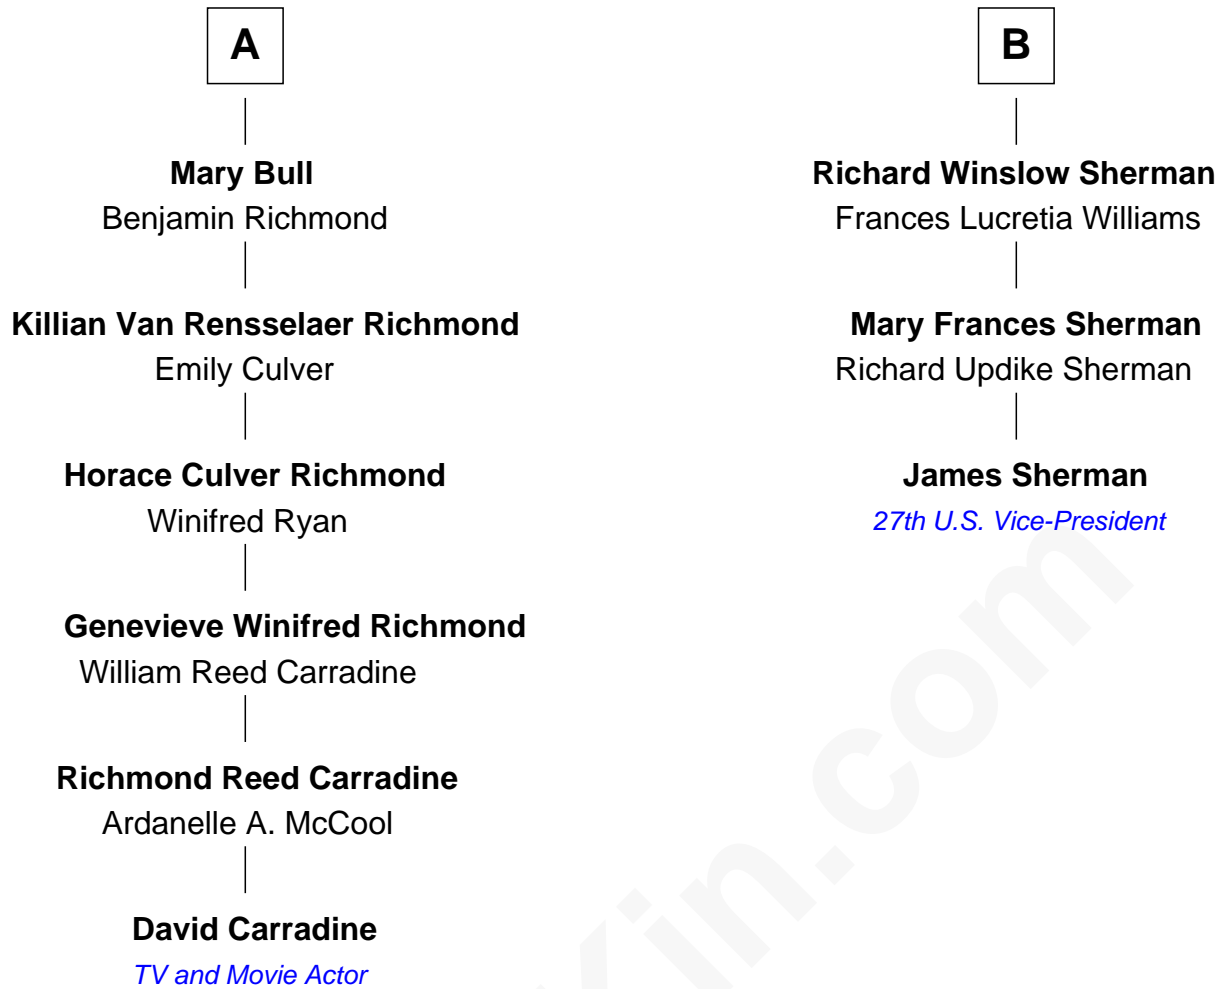 A
Mary Bull
Benjamin Richmond
Killian Van Rensselaer Richmond
Emily Culver
Horace Culver Richmond
Winifred Ryan
Genevieve Winifred Richmond
William Reed Carradine
Richmond Reed Carradine
Ardanelle A. McCool
David Carradine
TV and Movie Actor
B
Richard Winslow Sherman
Frances Lucretia Williams
Mary Frances Sherman
Richard Updike Sherman
James Sherman
27th U.S. Vice-President
Kin.com